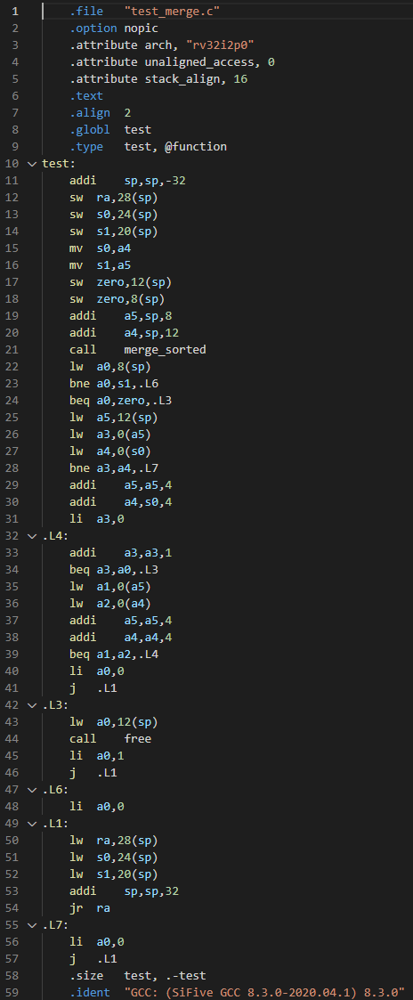 1 .file "test_merge.c"
2 .option nopic
3 .attribute arch, "rv32i2p0"
4 .attribute unaligned_access, 0
5 .attribute stack_align, 16
6 .text
7 .align 2
8 .globl test
9 .type test, @function
10 test:
11 addi sp,sp,-32
12 sw ra,28(sp)
13 sw s0,24(sp)
14 sw s1,20(sp)
15 mv s0,a4
16 mv s1,a5
17 sw zero,12(sp)
18 sw zero,8(sp)
19 addi a5,sp,8
20 addi a4,sp,12
21 call merge_sorted
22 lw a0,8(sp)
23 bne a0,s1,.L6
24 beq a0,zero,.L3
25 lw a5,12(sp)
26 lw a3,0(a5)
27 lw a4,0(s0)
28 bne a3,a4,.L7
29 addi a5,a5,4
30 addi a4,s0,4
31 li a3,0
32 .L4:
33 addi a3,a3,1
34 beq a3,a0,.L3
35 lw a1,0(a5)
36 lw a2,0(a4)
37 addi a5,a5,4
38 addi a4,a4,4
39 beq a1,a2,.L4
40 li a0,0
41 j .L1
42 .L3:
43 lw a0,12(sp)
44 call free
45 li a0,1
46 j .L1
47 .L6:
48 li a0,0
49 .L1:
50 lw ra,28(sp)
51 lw s0,24(sp)
52 lw s1,20(sp)
53 addi sp,sp,32
54 jr ra
55 .L7:
56 li a0,0
57 j .L1
58 .size test, .-test
59 .ident "GCC: (SiFive GCC 8.3.0-2020.04.1) 8.3.0"